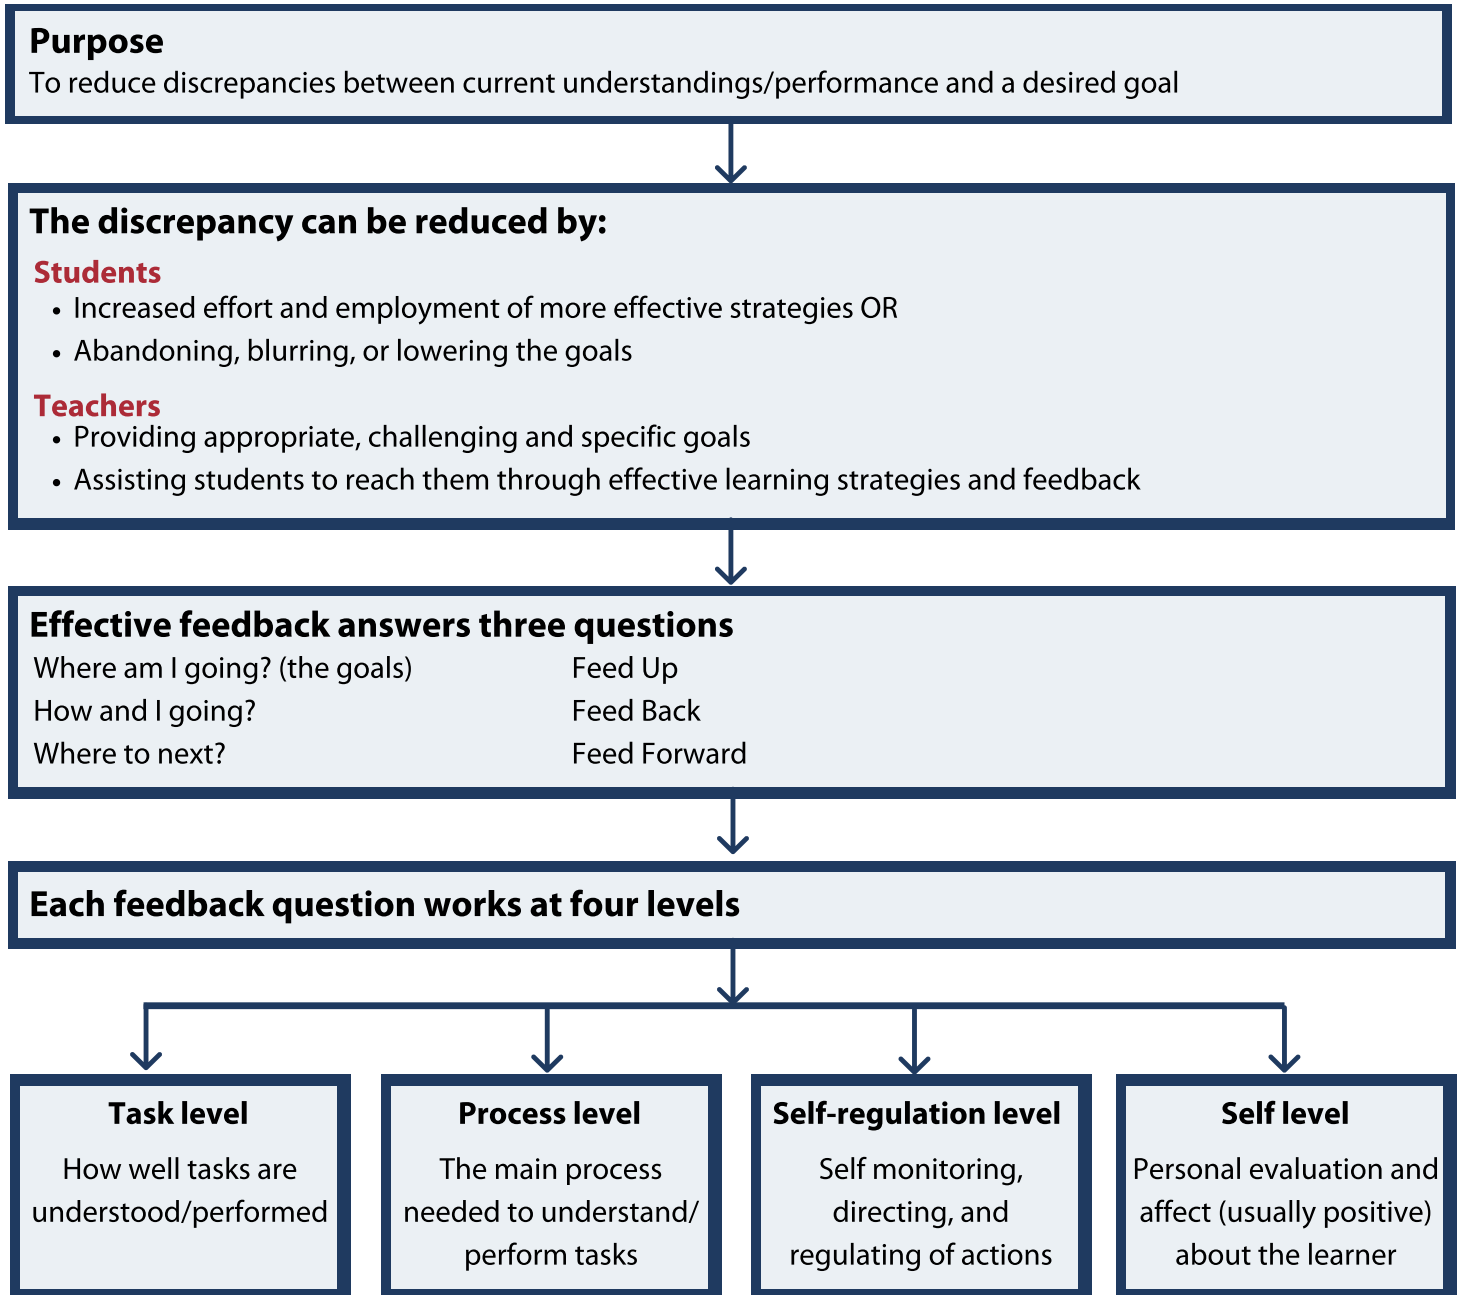 Purpose
To reduce discrepancies between current understandings/performance and a desired goal
The discrepancy can be reduced by:
Students
• Increased effort and employment of more effective strategies OR
• Abandoning, blurring, or lowering the goals
Teachers
• Providing appropriate, challenging and specific goals
• Assisting students to reach them through effective learning strategies and feedback
Effective feedback answers three questions
Where am I going? (the goals) Feed Up
How and I going? Feed Back
Where to next? Feed Forward
Each feedback question works at four levels
Task level
How well tasks are
understood/performed
Process level
The main process
needed to understand/
perform tasks
Self-regulation level
Self monitoring,
directing, and
regulating of actions
Self level
Personal evaluation and
affect (usually positive)
about the learner